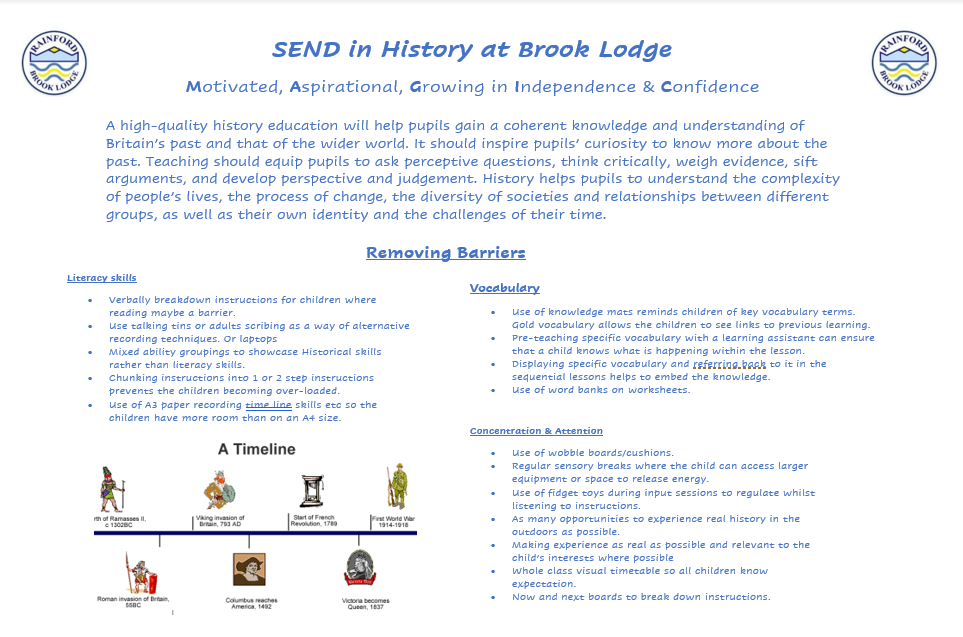 RAINFORD
BROOK LODGE
SEND in History at Brook Lodge
RAINFORD
BROOK LODGE
Motivated, Aspirational, Growing in Independence & Confidence
A high-quality history education will help pupils gain a coherent knowledge and understanding of
Britain's past and that of the wider world. It should inspire pupils' curiosity to know more about the
past. Teaching should equip pupils to ask perceptive questions, think critically, weigh evidence, sift
arguments, and develop perspective and judgement. History helps pupils to understand the complexity
of people's lives, the process of change, the diversity of societies and relationships between different
groups, as well as their own identity and the challenges of their time.
Removing Barriers
Literacy skills
• Verbally breakdown instructions for children where
reading maybe a barrier.
• Use talking tins or adults scribing as a way of alternative
recording techniques. Or laptops
• Mixed ability groupings to showcase Historical skills
rather than literacy skills.
• Chunking instructions into 1 or 2 step instructions
prevents the children becoming over-loaded.
• Use of A3 paper recording time line skills etc so the
children have more room than on an A4 size.
A Timeline
rth of Ramasses II,
c 1302BC
Viking invasion of
Britain, 793 AD
Start of French
Revolution, 1789
First World War
1914-1918
Roman invasion of Britain,
55BC
Columbus reaches
America, 1492
Victoria becomes
Queen, 1837
Vocabulary
• Use of knowledge mats reminds children of key vocabulary terms.
Gold vocabulary allows the children to see links to previous learning.
• Pre-teaching specific vocabulary with a learning assistant can ensure
that a child knows what is happening within the lesson.
• Displaying specific vocabulary and referring back to it in the
sequential lessons helps to embed the knowledge.
• Use of word banks on worksheets.
Concentration & Attention
• Use of wobble boards/cushions.
• Regular sensory breaks where the child can access larger
equipment or space to release energy.
• Use of fidget toys during input sessions to regulate whilst
listening to instructions.
• As many opportunities to experience real history in the
outdoors as possible.
• Making experience as real as possible and relevant to the
child's interests where possible
• Whole class visual timetable so all children know
expectation.
• Now and next boards to break down instructions.